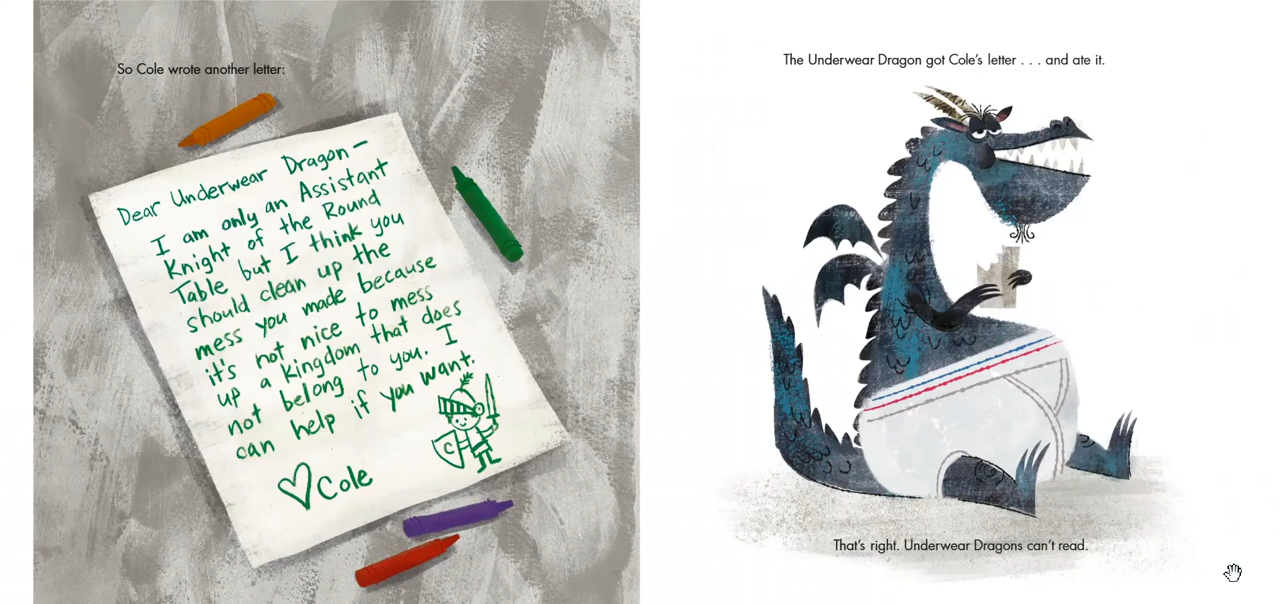 So Cole wrote another letter:
Dear Underwear Dragon—
I am only an Assistant
Knight of the Round
Table but I think you
should clean up the
mess you made because
it's not nice to mess
up a kingdom that does
not belong to you. I
can help if you want.
C
Cole
The Underwear Dragon got Cole's letter . . . and ate it.
That's right. Underwear Dragons can't read.